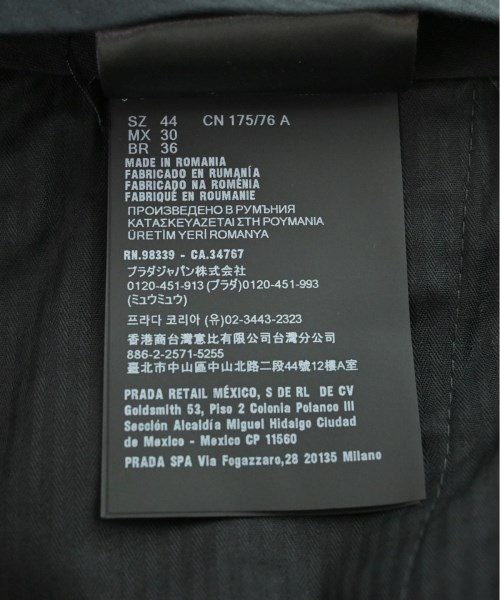 SZ 44 CN 175/76 A
MX 30
BR 36
MADE IN ROMANIA
FABRICADO EN RUMANÍA
FABRICADO NA ROMÉNIA
FABRIQUÉ EN ROUMANIE
ПРОИЗВЕДЕНО В РУМЪНИЯ
ΚΑΤΑΣΚΕΥΑΖΕΤΑΙ ΣΤΗ ΡΟΥΜΑΝΙΑ
ÜRETİM YERİ ROMANYA
RN.98339 - CA.34767
プラダジャパン株式会社
0120-451-913 (プラダ)0120-451-993
(ミュウミュウ)
프라다 코리아 (유)02-3443-2323
香港商台灣意比有限公司台灣分公司
886-2-2571-5255
臺北市中山區中山北路二段44號12樓A室
PRADA RETAIL MÉXICO, S DE RL DE CV
Goldsmith 53, Piso 2 Colonia Polanco III
Sección Alcaldía Miguel Hidalgo Ciudad
de Mexico - Mexico CP 11560
PRADA SPA Via Fogazzaro,28 20135 Milano